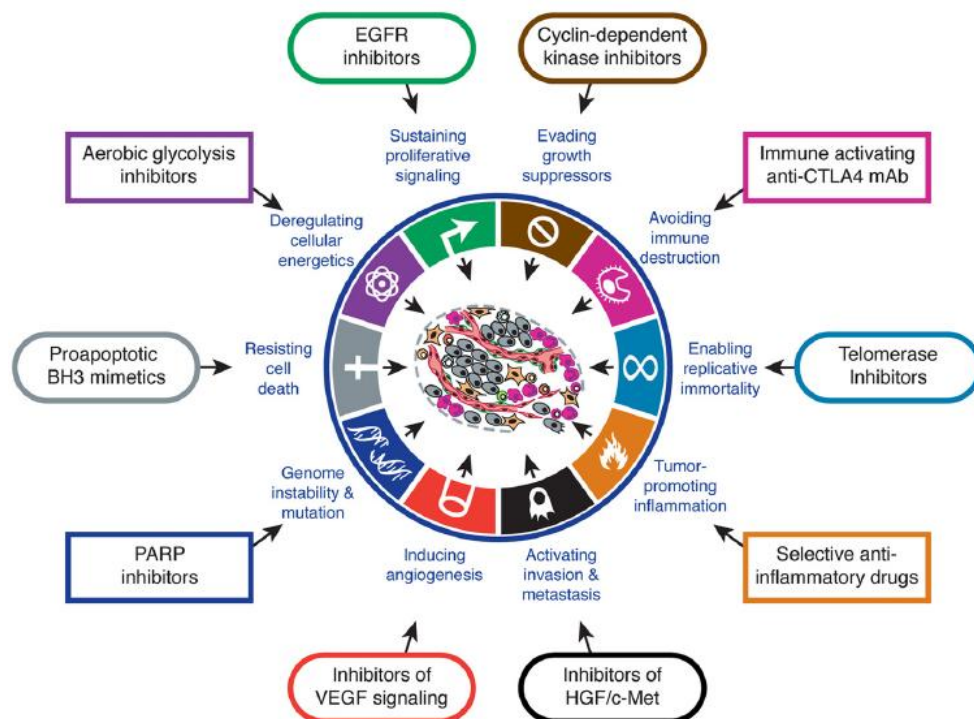 EGFR
inhibitors
Cyclin-dependent
kinase inhibitors
Sustaining
proliferative
signaling
Evading
growth
suppressors
Aerobic glycolysis
inhibitors
Immune activating
anti-CTLA4 mAb
Deregulating
cellular
energetics
Avoiding
immune
destruction
Proapoptotic
BH3 mimetics
Resisting
cell
death
Enabling
replicative
immortality
Telomerase
Inhibitors
Genome
instability &
mutation
Tumor-
promoting
inflammation
PARP
inhibitors
Inducing
angiogenesis
Activating
invasion &
metastasis
Selective anti-
inflammatory drugs
Inhibitors of
VEGF signaling
Inhibitors of
HGF/c-Met